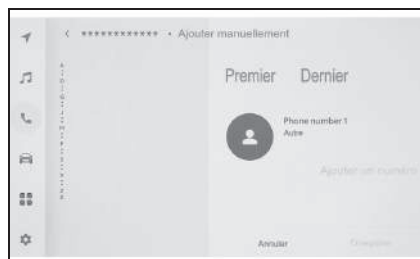 ************ • Ajouter manuellement
Premier Dernier
Phone number 1
Autre
Ajouter un numéro
Annuler